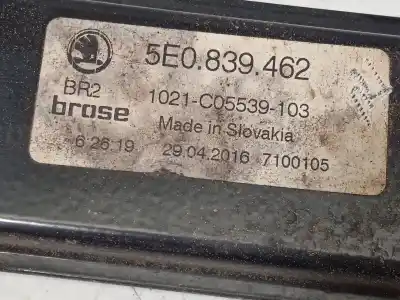 5E0.839.462
BR2
1021-C05539-103
brose
Made in Slovakia
6:26:19
29.04.2016 7100105